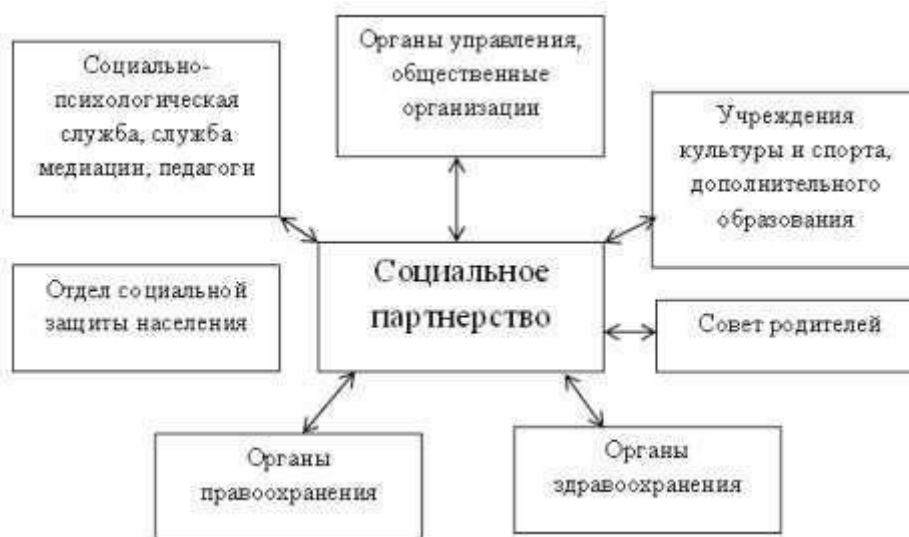 Социально-
психологическая
служба, служба
медиации, педагоги
Органы управления,
общественные
организации
Учреждения
культуры и спорта,
дополнительного
образования
Отдел социальной
защиты населения
Социальное
партнерство
Совет родителей
Органы
правоохранения
Органы
здравоохранения